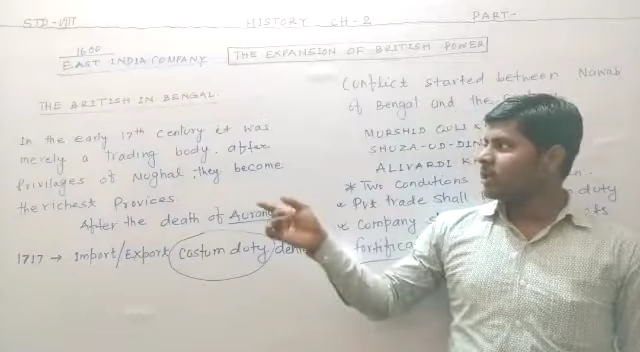 STD-VIII
HISTORY CH-2
PART-
1600
EAST INDIA COMPANY
THE EXPANSION OF BRITISH POWER
THE BRITISH IN BENGAL.
In the early 17th century it was
merely a trading body. after
Privilages of Mughal, they become
the richest Provices.
After the death of
1717 → Import/Export Costum duty/
Conflict started between Nawab
of Bengal and the
MURSHID QULI
SHUZA-UD-DIN
ALIVARDI
* Two conditions
* Pvt trade shall duty
* Company